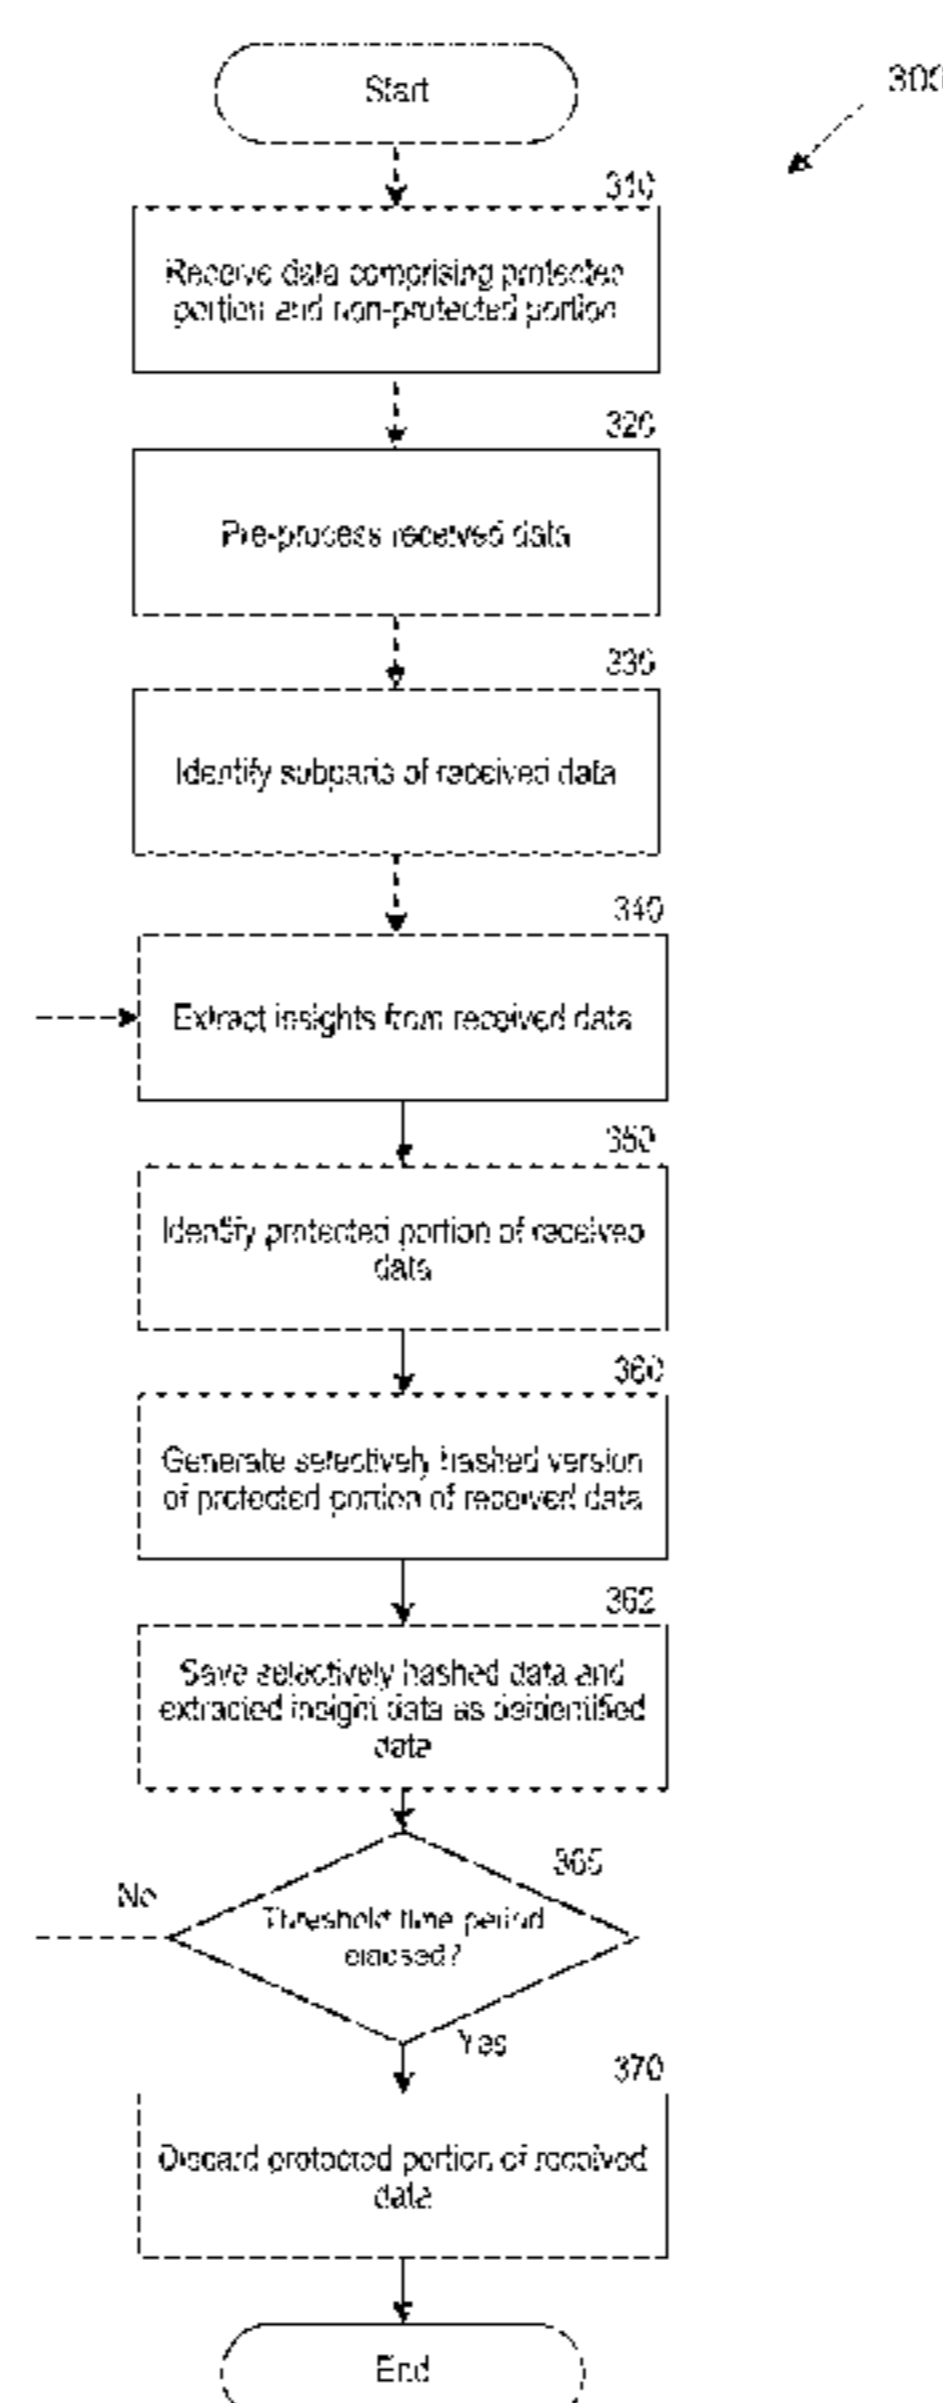 Start
300
310
Receive data comprising protected
portion and non-protected portion
320
Pre-process received data
330
Identify subparts of received data
340
Extract insights from received data
350
Identify protected portion of received
data
360
Generate selectively hashed version
of protected portion of received data
362
Save selectively hashed data and
extracted insight data as deidentified
data
365
No
Threshold time period
elapsed?
Yes
370
Discard protected portion of received
data
End